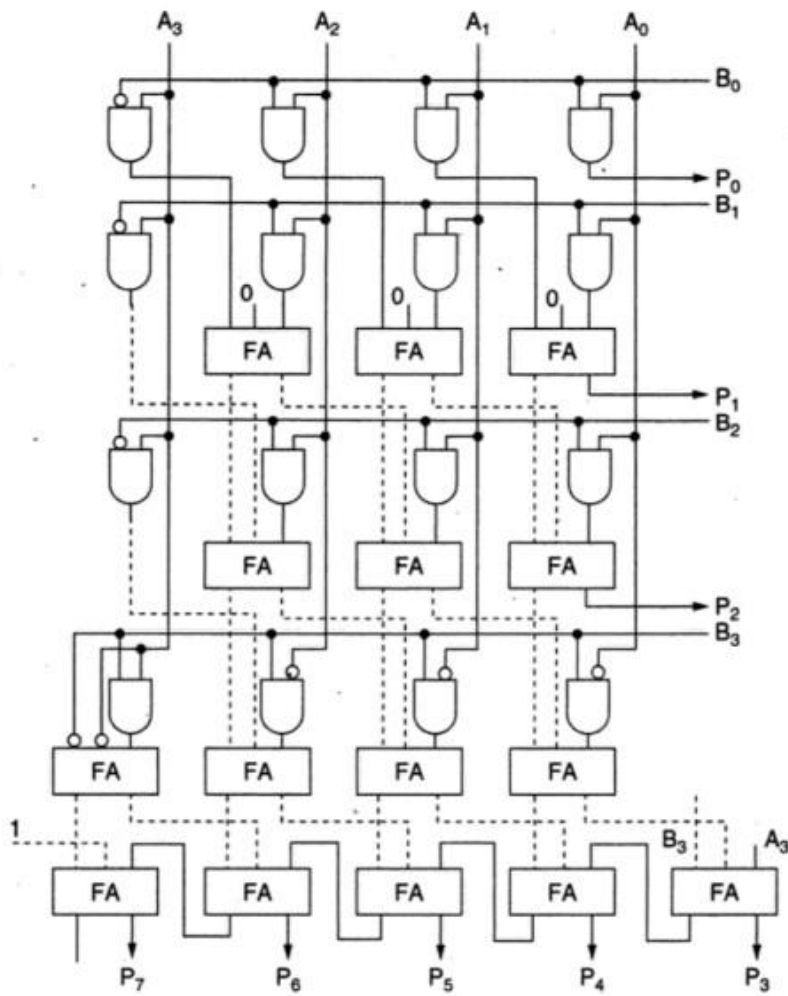 A₃ A₂ A₁ A₀
B₀
P₀
B₁
0 0 0
FA FA FA
P₁
B₂
FA FA FA
P₂
B₃
FA FA FA FA
1 B₃ A₃
FA FA FA FA FA
P₇ P₆ P₅ P₄ P₃